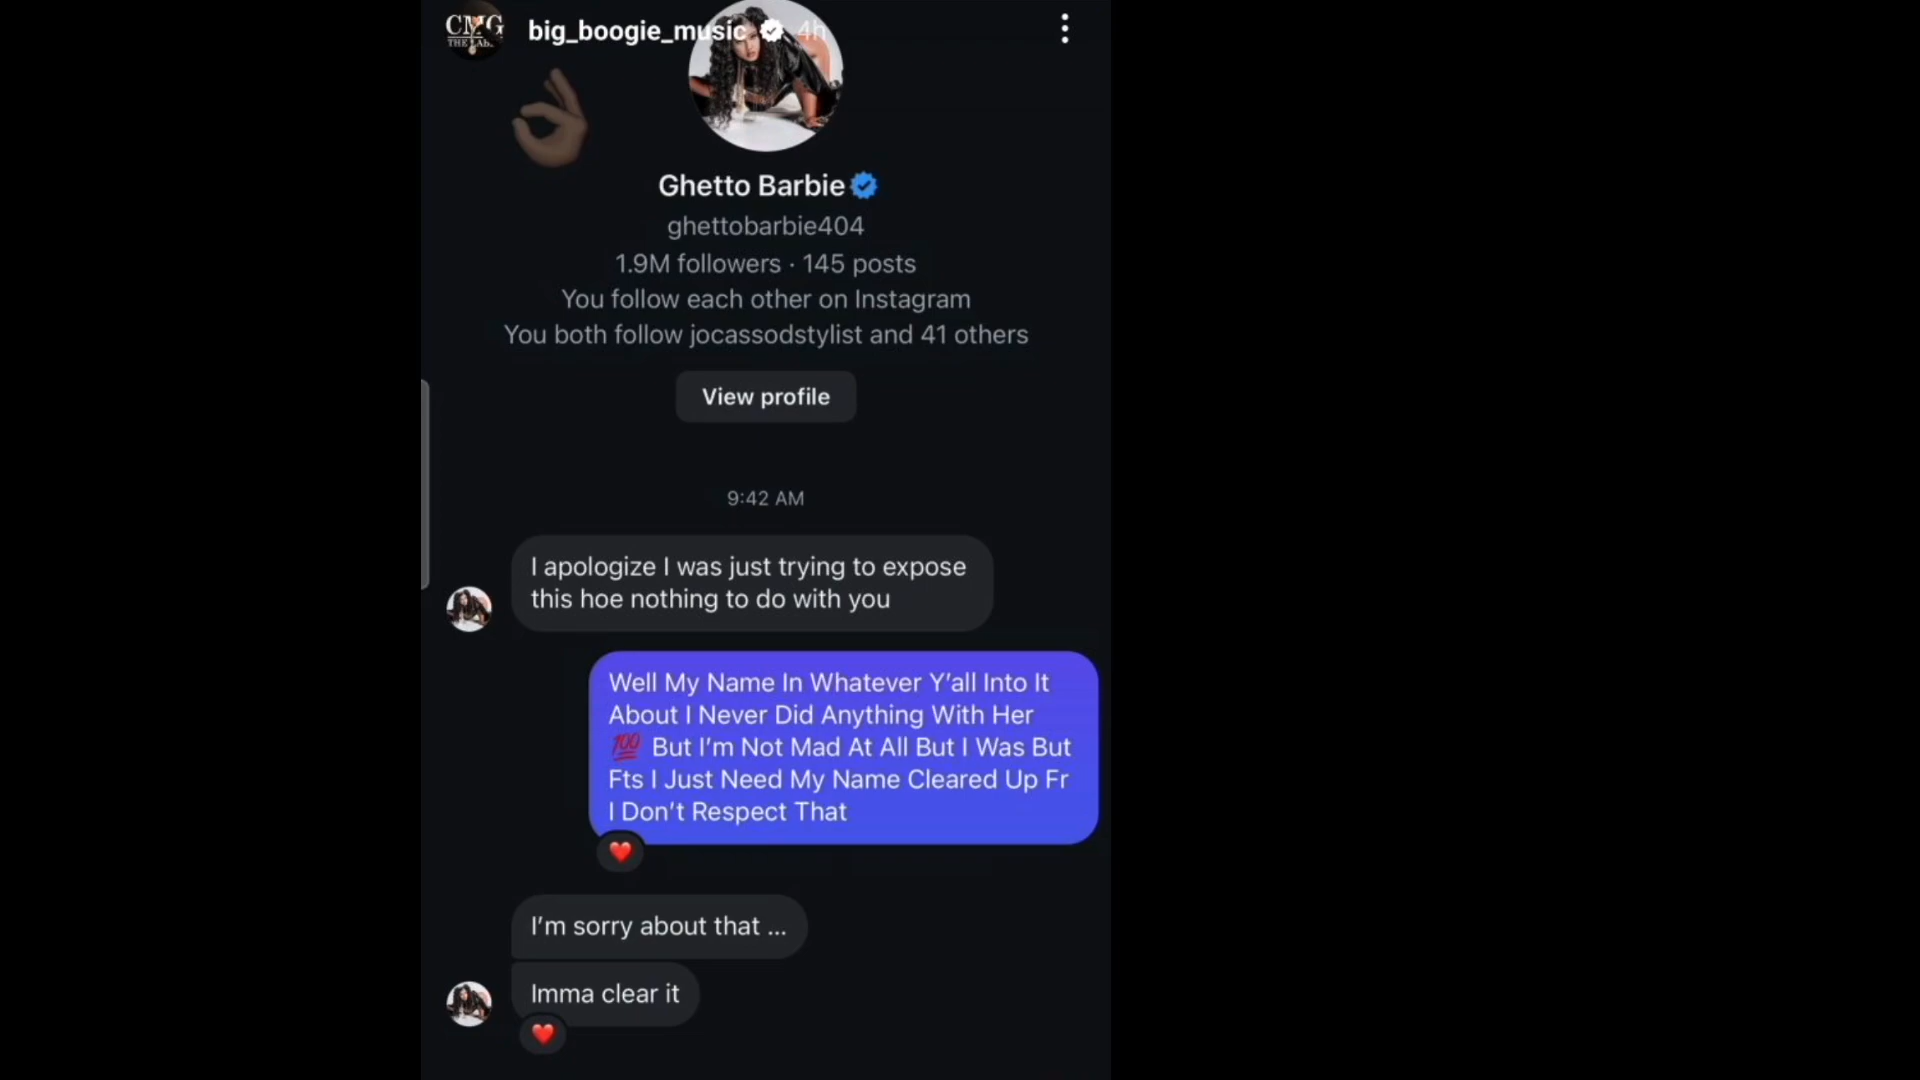 CMG
THE LABEL
big_boogie_music 4h
Ghetto Barbie
ghettobarbie404
1.9M followers · 145 posts
You follow each other on Instagram
You both follow jocassodstylist and 41 others
View profile
9:42 AM
I apologize I was just trying to expose
this hoe nothing to do with you
Well My Name In Whatever Y’all Into It
About I Never Did Anything With Her
💯 But I’m Not Mad At All But I Was But
Fts I Just Need My Name Cleared Up Fr
I Don’t Respect That
I’m sorry about that ...
Imma clear it